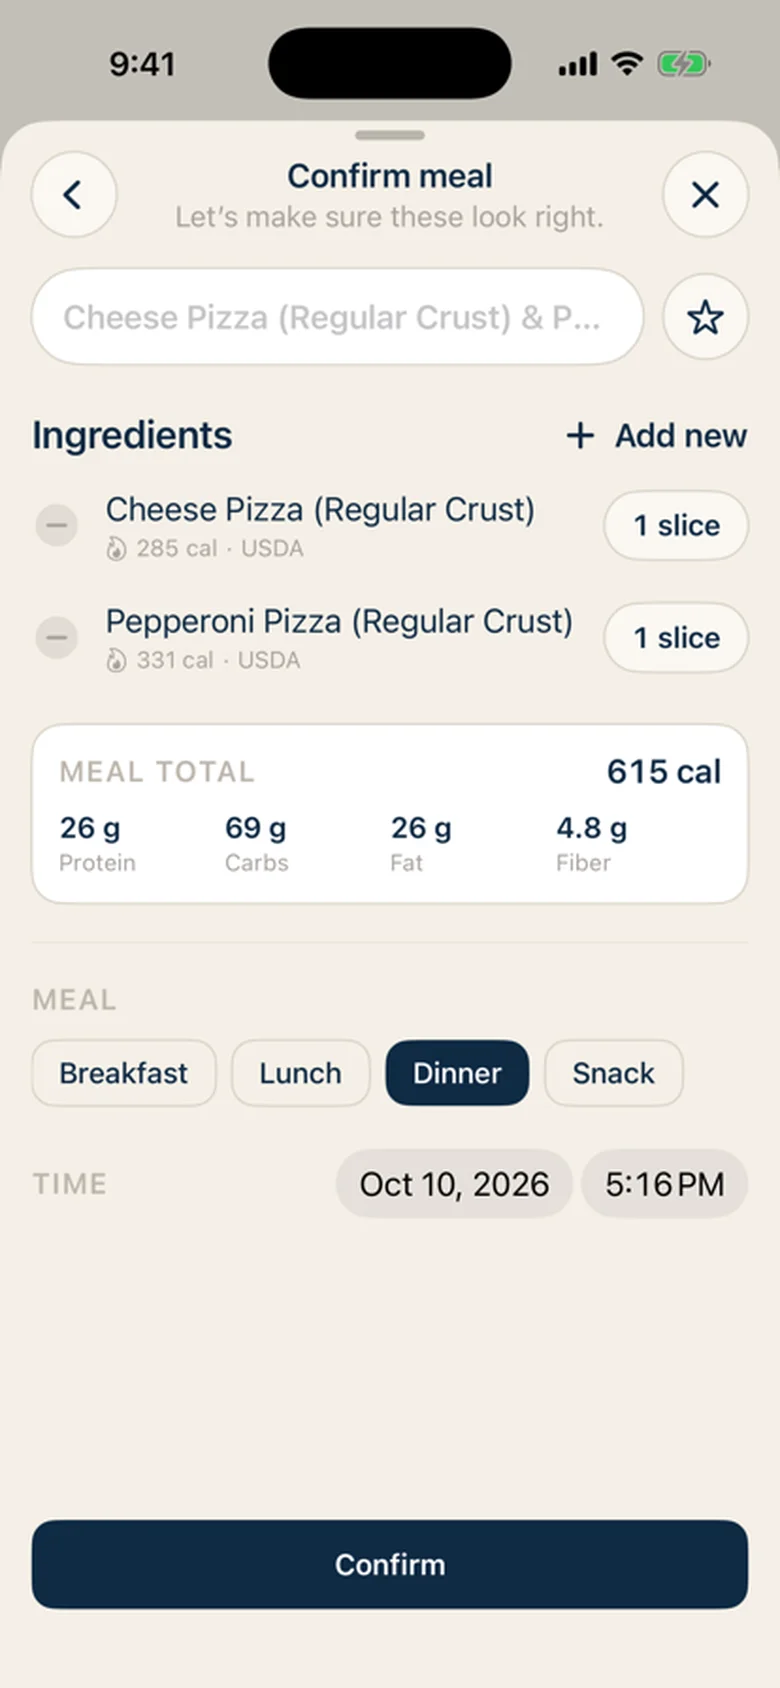 9:41
Confirm meal
Let's make sure these look right.
Cheese Pizza (Regular Crust) & P...
Ingredients
+ Add new
Cheese Pizza (Regular Crust)
285 cal · USDA
1 slice
Pepperoni Pizza (Regular Crust)
331 cal · USDA
1 slice
MEAL TOTAL
615 cal
26 g 69 g 26 g 4.8 g
Protein Carbs Fat Fiber
MEAL
Breakfast Lunch Dinner Snack
TIME Oct 10, 2026 5:16 PM
Confirm